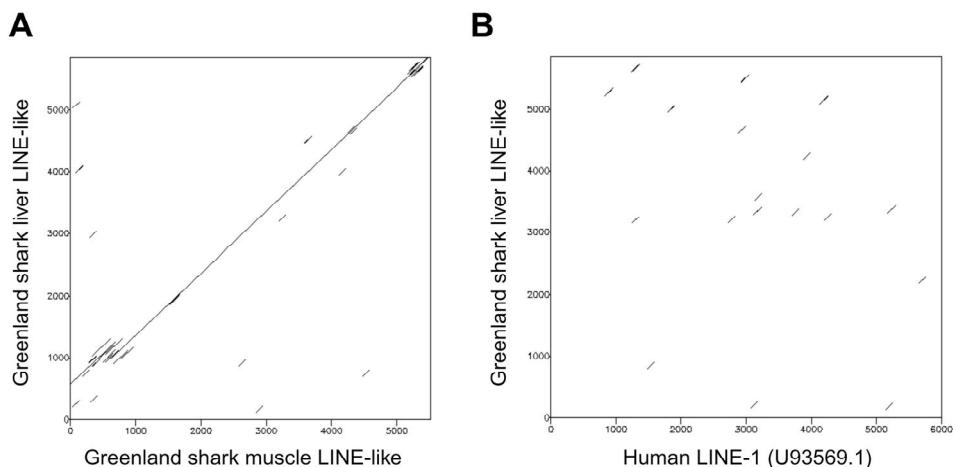 A
Greenland shark liver LINE-like
5000
4000
3000
2000
1000
0
0 1000 2000 3000 4000 5000
Greenland shark muscle LINE-like
B
Greenland shark liver LINE-like
5000
4000
3000
2000
1000
0
0 1000 2000 3000 4000 5000 6000
Human LINE-1 (U93569.1)